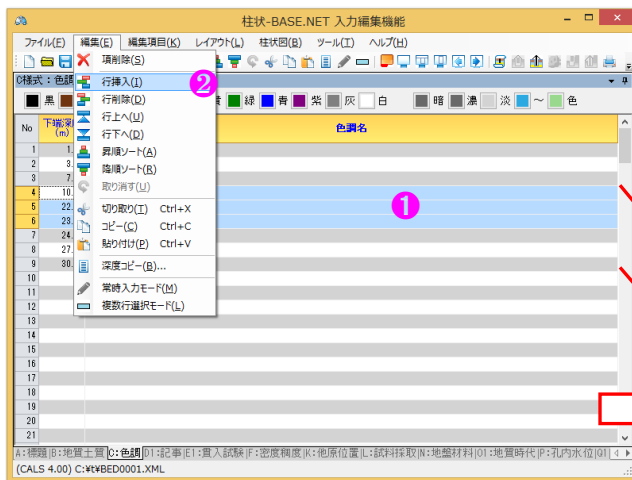 柱状-BASE.NET 入力編集機能
ファイル(F) 編集(E) 編集項目(K) レイアウト(L) 柱状図(B) ツール(T) ヘルプ(H)
C様式:色調
黒 緑 青 紫 灰 白 暗 濃 淡 ~ 色
No 下端深 (m) 色調名
項削除(S)
行挿入(I)
2
行削除(D)
行上へ(U)
行下へ(D)
昇順ソート(A)
降順ソート(R)
取り消す(U)
切り取り(T) Ctrl+X
コピー(C) Ctrl+C
貼り付け(P) Ctrl+V
深度コピー(B)...
常時入力モード(M)
複数行選択モード(L)
1
1 1.
2 3.
3 7.
4 10.
5 22.
6 23.
7 24.
8 27.
9 30.
10
11
12
13
14
15
16
17
18
19
20
21
A:標題|B:地質土質|C:色調|D1:記事|E1:貫入試験|F:密度稠度|K:他原位置|L:試料採取|N:地盤材料|O1:地質時代|P:孔内水位|Q1
(CALS 4.00) C:¥t¥BED0001.XML